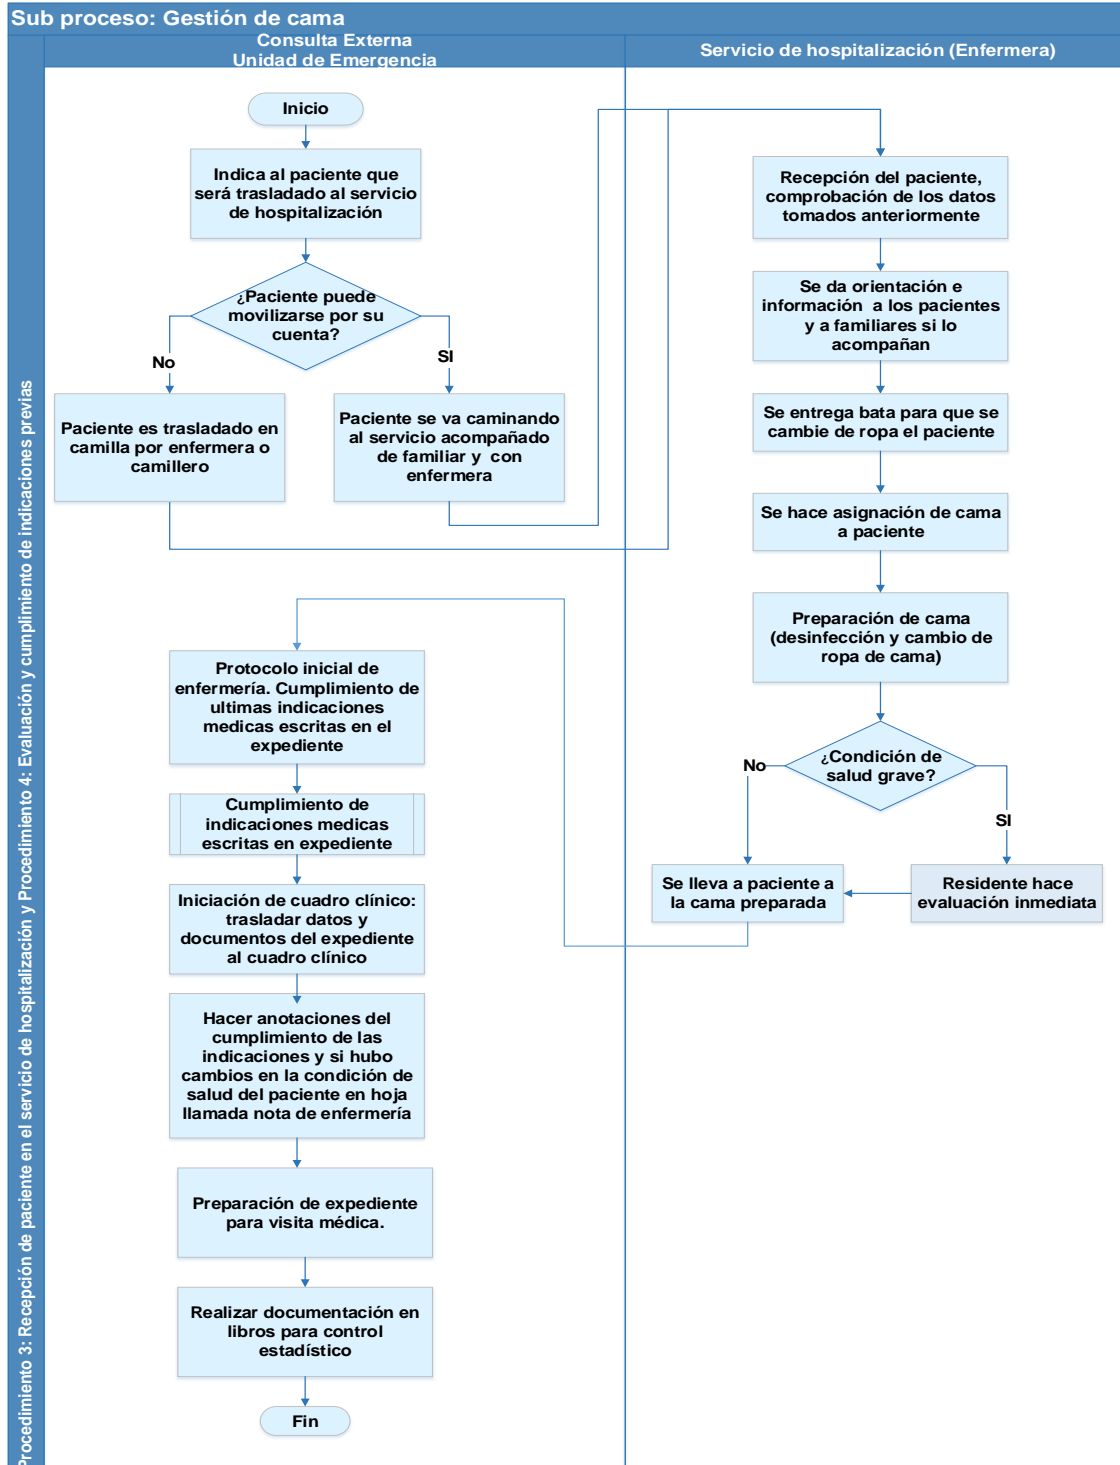 Sub proceso: Gestión de cama
Procedimiento 3: Recepción de paciente en el servicio de hospitalización y Procedimiento 4: Evaluación y cumplimiento de indicaciones previas
Consulta Externa
Unidad de Emergencia
Inicio
Indica al paciente que
será trasladado al servicio
de hospitalización
¿Paciente puede
movilizarse por su
cuenta?
No
SI
Paciente es trasladado en
camilla por enfermera o
camillero
Paciente se va caminando
al servicio acompañado
de familiar y con
enfermera
Servicio de hospitalización (Enfermera)
Recepción del paciente,
comprobación de los datos
tomados anteriormente
Se da orientación e
información a los pacientes
y a familiares si lo
acompañan
Se entrega bata para que se
cambie de ropa el paciente
Se hace asignación de cama
a paciente
Preparación de cama
(desinfección y cambio de
ropa de cama)
¿Condición de
salud grave?
No
SI
Se lleva a paciente a
la cama preparada
Residente hace
evaluación inmediata
Protocolo inicial de
enfermería. Cumplimiento de
ultimas indicaciones
medicas escritas en el
expediente
Cumplimiento de
indicaciones medicas
escritas en expediente
Iniciación de cuadro clínico:
trasladar datos y
documentos del expediente
al cuadro clínico
Hacer anotaciones del
cumplimiento de las
indicaciones y si hubo
cambios en la condición de
salud del paciente en hoja
llamada nota de enfermería
Preparación de expediente
para visita médica.
Realizar documentación en
libros para control
estadístico
Fin